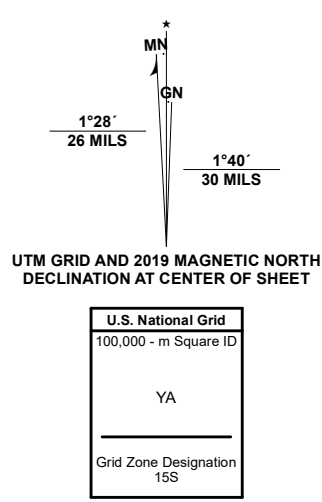 MN
GN
1°28´
26 MILS
1°40´
30 MILS
UTM GRID AND 2019 MAGNETIC NORTH
DECLINATION AT CENTER OF SHEET
U.S. National Grid
100,000 - m Square ID
YA
Grid Zone Designation
15S